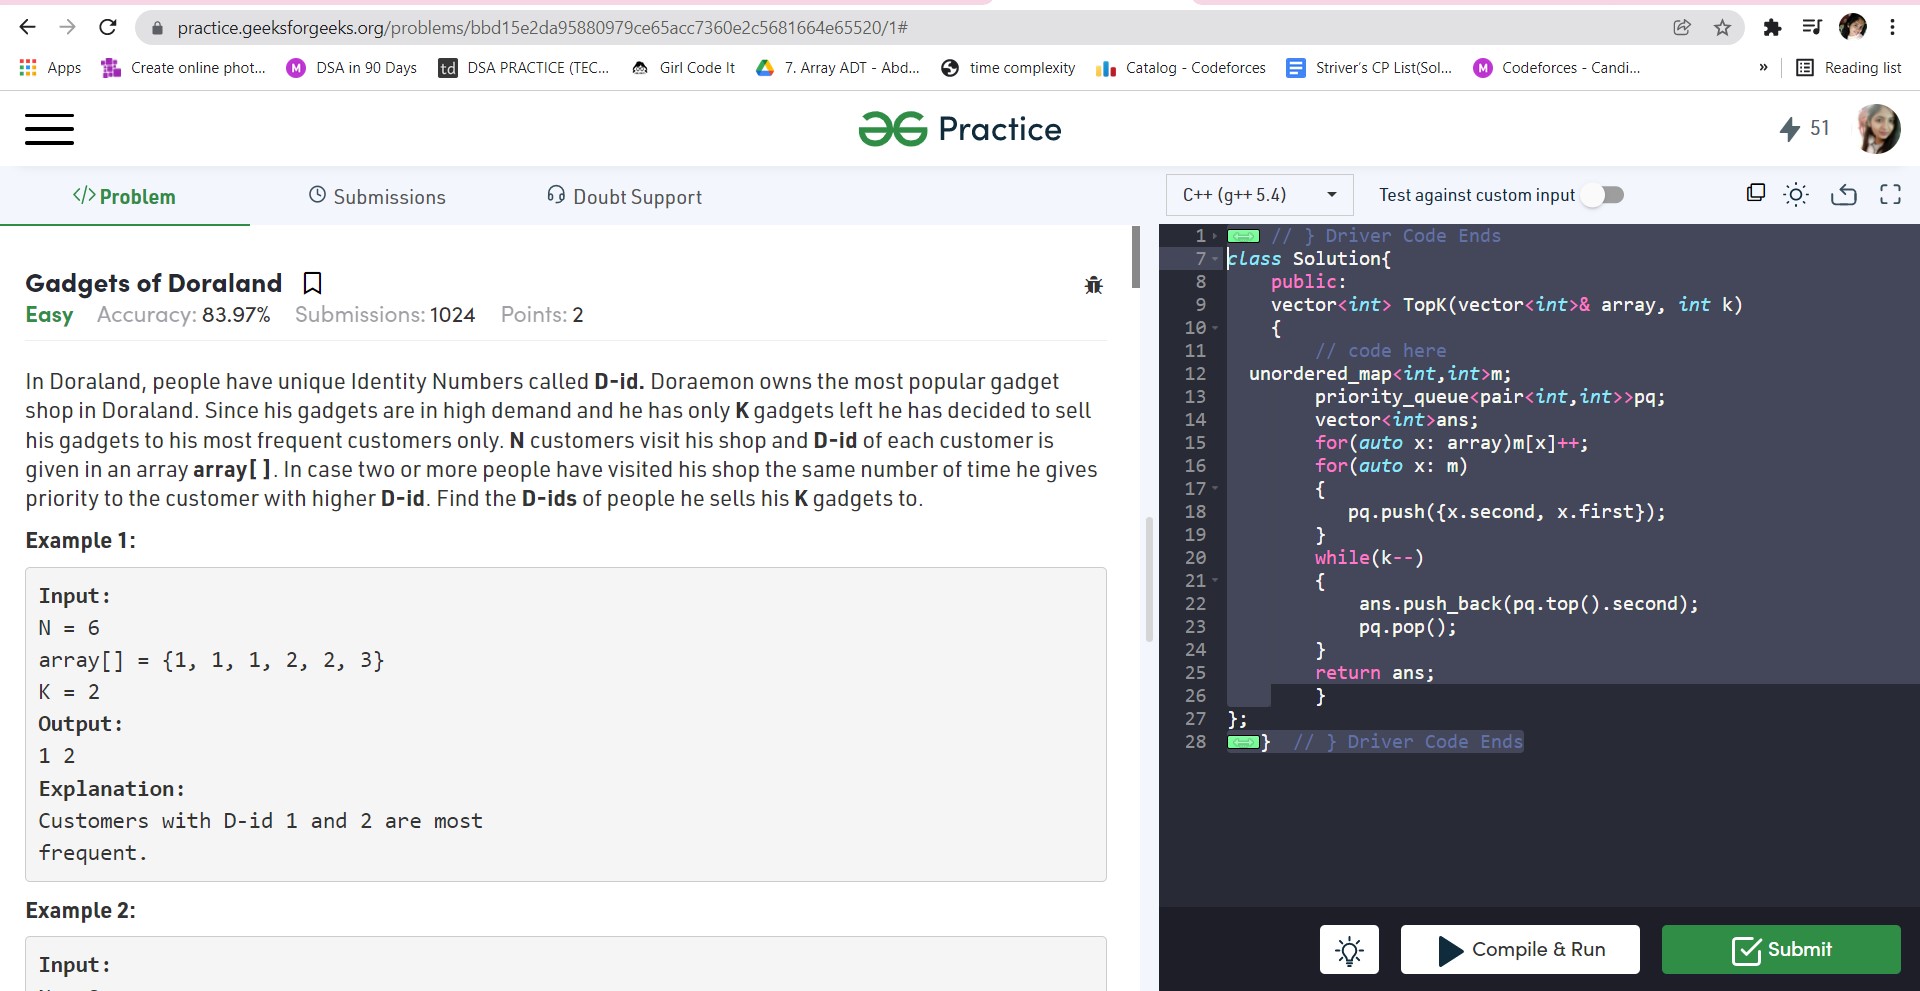 practice.geeksforgeeks.org/problems/bbd15e2da95880979ce65acc7360e2c5681664e65520/1#
Apps
Create online phot...
M
DSA in 90 Days
td
DSA PRACTICE (TEC...
Girl Code It
7. Array ADT - Abd...
time complexity
Catalog - Codeforces
Striver's CP List(Sol...
M
Codeforces - Candi...
»
Reading list
Practice
51
</> Problem
Submissions
Doubt Support
C++ (g++ 5.4)
Test against custom input
Gadgets of Doraland
Easy Accuracy: 83.97% Submissions: 1024 Points: 2
In Doraland, people have unique Identity Numbers called D-id. Doraemon owns the most popular gadget
shop in Doraland. Since his gadgets are in high demand and he has only K gadgets left he has decided to sell
his gadgets to his most frequent customers only. N customers visit his shop and D-id of each customer is
given in an array array[ ]. In case two or more people have visited his shop the same number of time he gives
priority to the customer with higher D-id. Find the D-ids of people he sells his K gadgets to.
Example 1:
Input:
N = 6
array[] = {1, 1, 1, 2, 2, 3}
K = 2
Output:
1 2
Explanation:
Customers with D-id 1 and 2 are most
frequent.
Example 2:
Input:
1 // } Driver Code Ends
7 class Solution{
8 public:
9 vector<int> TopK(vector<int>& array, int k)
10 {
11 // code here
12 unordered_map<int,int>m;
13 priority_queue<pair<int,int>>pq;
14 vector<int>ans;
15 for(auto x: array)m[x]++;
16 for(auto x: m)
17 {
18 pq.push({x.second, x.first});
19 }
20 while(k--)
21 {
22 ans.push_back(pq.top().second);
23 pq.pop();
24 }
25 return ans;
26 }
27 };
28 } // } Driver Code Ends
Compile & Run
Submit